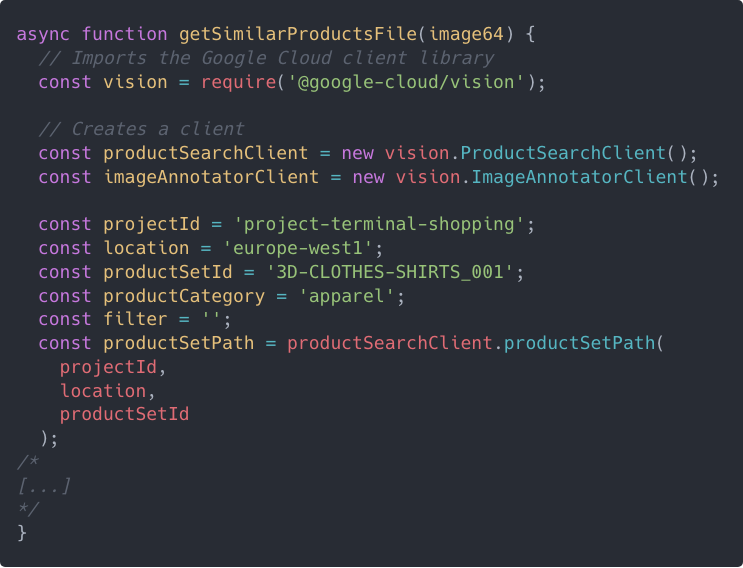 async function getSimilarProductsFile(image64) {
  // Imports the Google Cloud client library
  const vision = require('@google-cloud/vision');

  // Creates a client
  const productSearchClient = new vision.ProductSearchClient();
  const imageAnnotatorClient = new vision.ImageAnnotatorClient();

  const projectId = 'project-terminal-shopping';
  const location = 'europe-west1';
  const productSetId = '3D-CLOTHES-SHIRTS_001';
  const productCategory = 'apparel';
  const filter = '';
  const productSetPath = productSearchClient.productSetPath(
    projectId,
    location,
    productSetId
  );
/*
[...]
*/
}